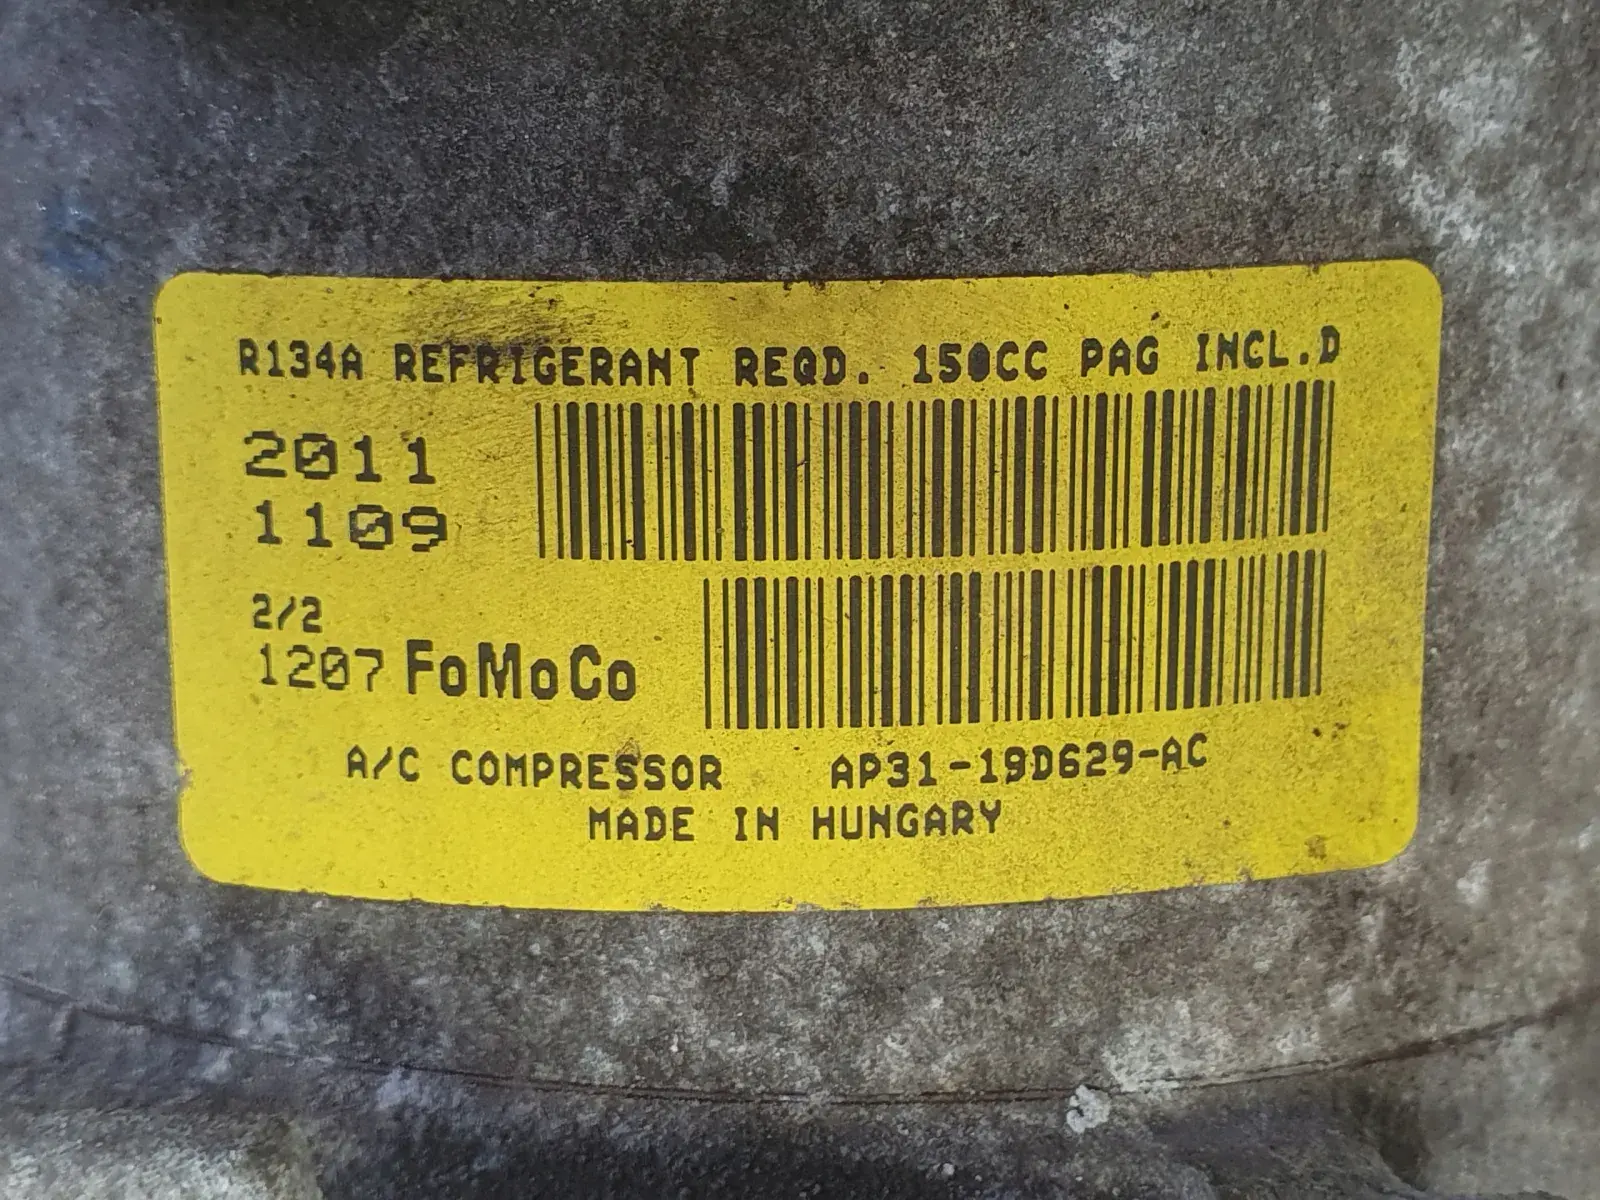 R134A REFRIGERANT REQD. 150CC PAG INCL.D
2011
1109
2/2
1207 FoMoCo
A/C COMPRESSOR AP31-19D629-AC
MADE IN HUNGARY